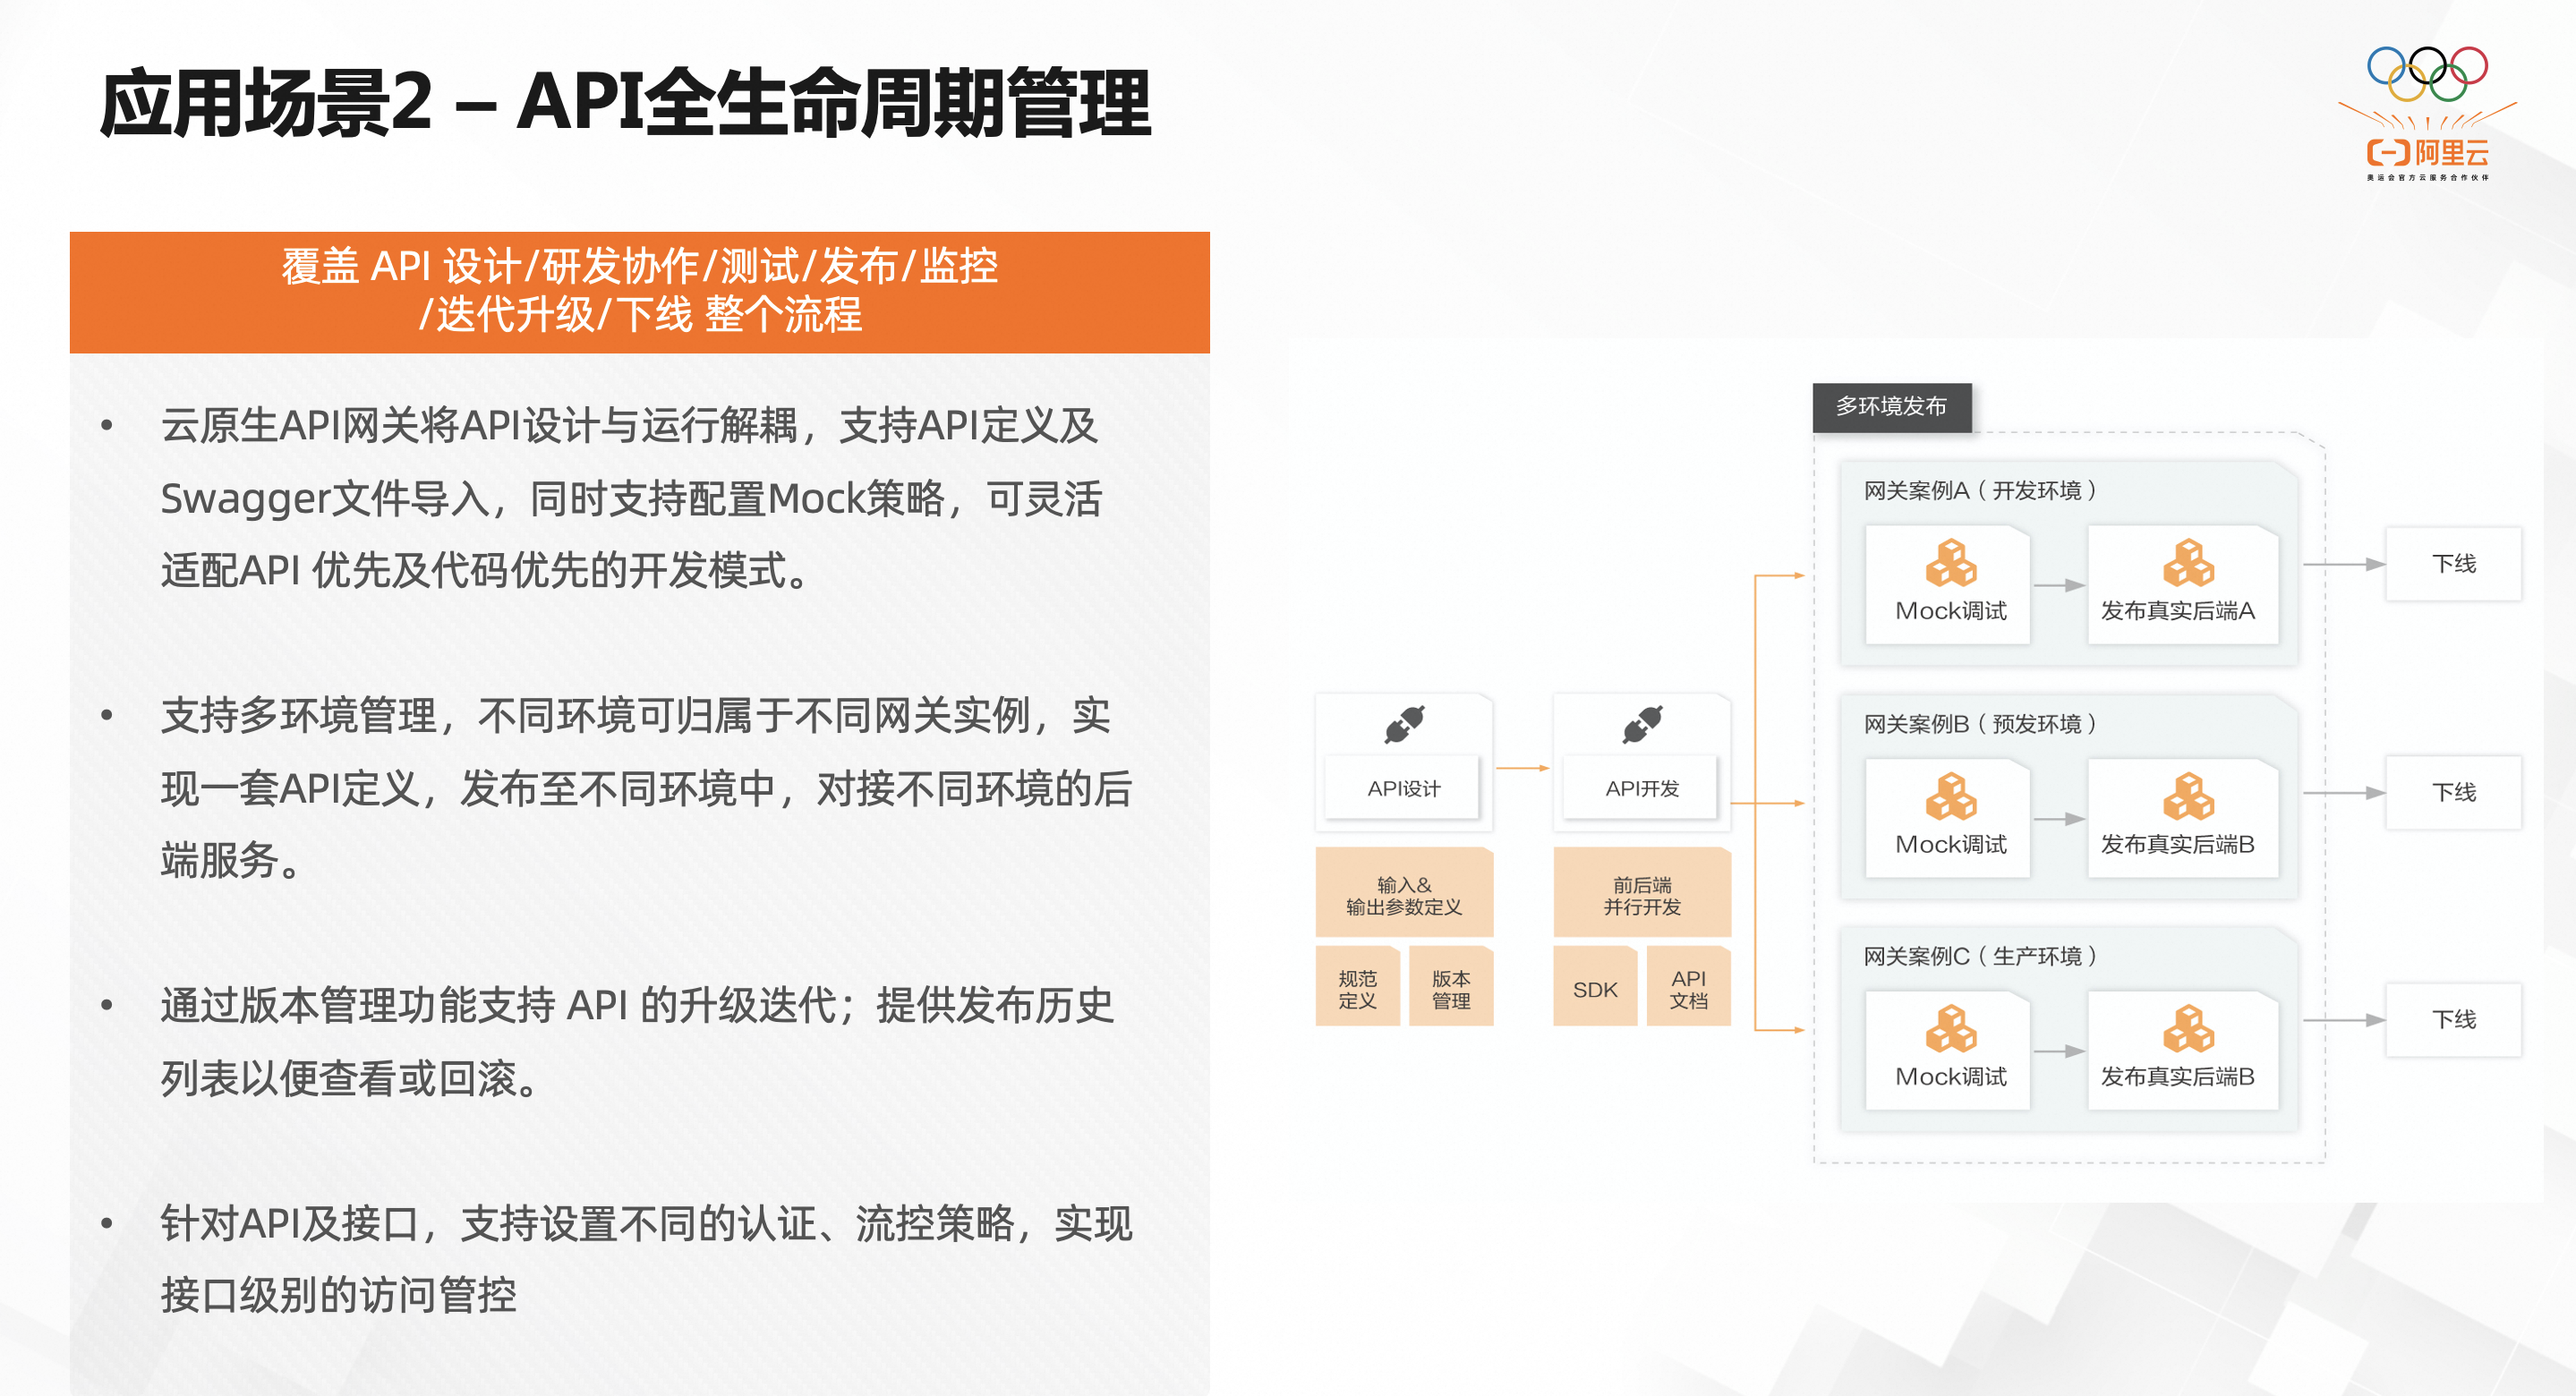 应用场景2 – API全生命周期管理
阿里云
奥运会官方云服务合作伙伴
覆盖 API 设计/研发协作/测试/发布/监控
/迭代升级/下线 整个流程
• 云原生API网关将API设计与运行解耦，支持API定义及
Swagger文件导入，同时支持配置Mock策略，可灵活
适配API 优先及代码优先的开发模式。
• 支持多环境管理，不同环境可归属于不同网关实例，实
现一套API定义，发布至不同环境中，对接不同环境的后
端服务。
• 通过版本管理功能支持 API 的升级迭代；提供发布历史
列表以便查看或回滚。
• 针对API及接口，支持设置不同的认证、流控策略，实现
接口级别的访问管控
API设计
输入&
输出参数定义
规范
定义
版本
管理
API开发
前后端
并行开发
SDK
API
文档
多环境发布
网关案例A（开发环境）
Mock调试
发布真实后端A
下线
网关案例B（预发环境）
Mock调试
发布真实后端B
下线
网关案例C（生产环境）
Mock调试
发布真实后端B
下线